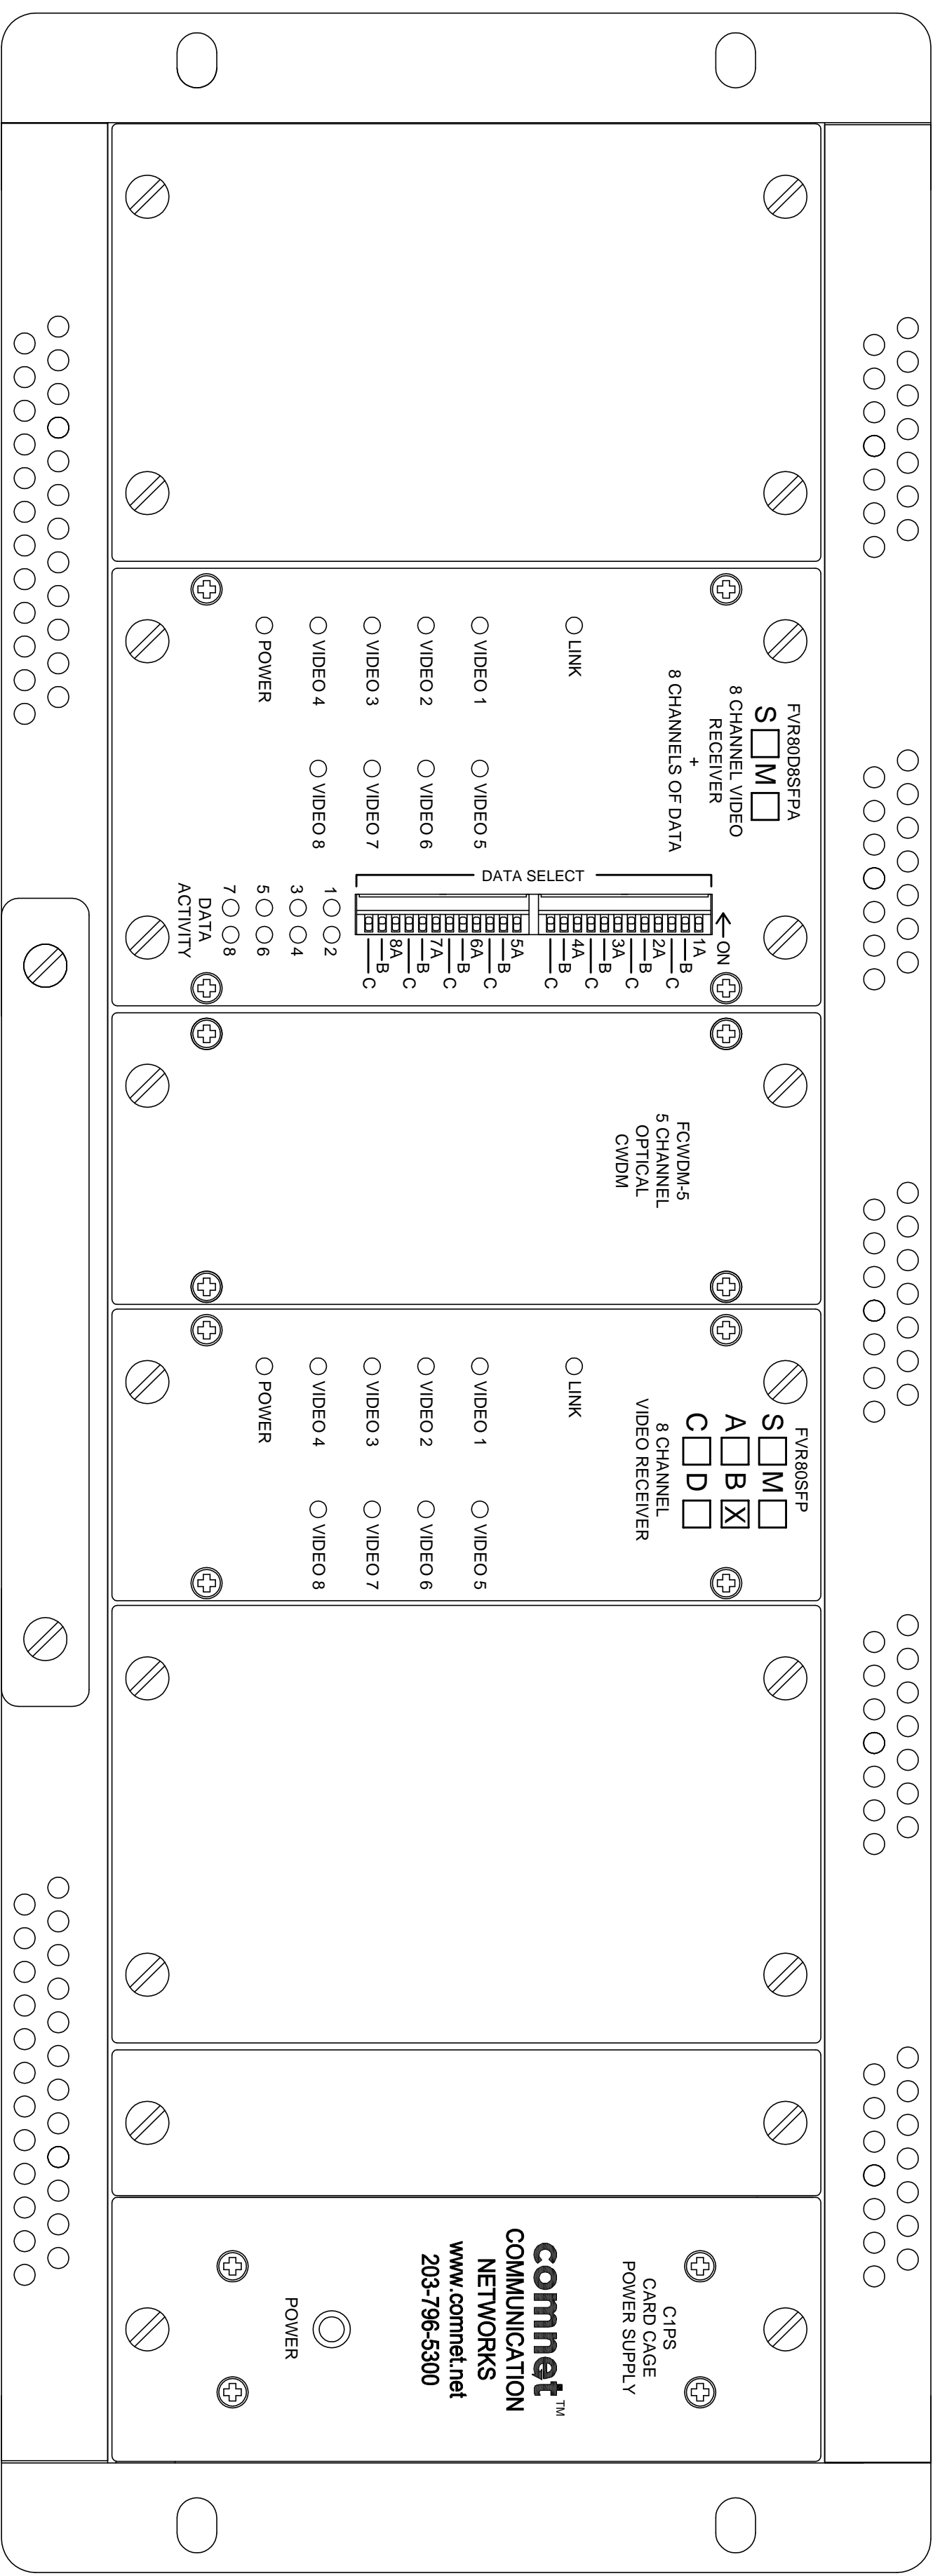 FVR80D8SFPA
S M
8 CHANNEL VIDEO
RECEIVER
+
8 CHANNELS OF DATA
LINK
VIDEO 1
VIDEO 2
VIDEO 3
VIDEO 4
POWER
VIDEO 5
VIDEO 6
VIDEO 7
VIDEO 8
DATA SELECT
ON
1A
B
C
2A
B
C
3A
B
C
4A
B
C
5A
B
C
6A
B
C
7A
B
C
8A
B
C
1 2
3 4
5 6
7 8
DATA
ACTIVITY
FCWDM-5
5 CHANNEL
OPTICAL
CWDM
FVR80SFP
S M
A B X
C D
8 CHANNEL
VIDEO RECEIVER
LINK
VIDEO 1
VIDEO 2
VIDEO 3
VIDEO 4
POWER
VIDEO 5
VIDEO 6
VIDEO 7
VIDEO 8
C1PS
CARD CAGE
POWER SUPPLY
comnet™
COMMUNICATION
NETWORKS
www.comnet.net
203-796-5300
POWER